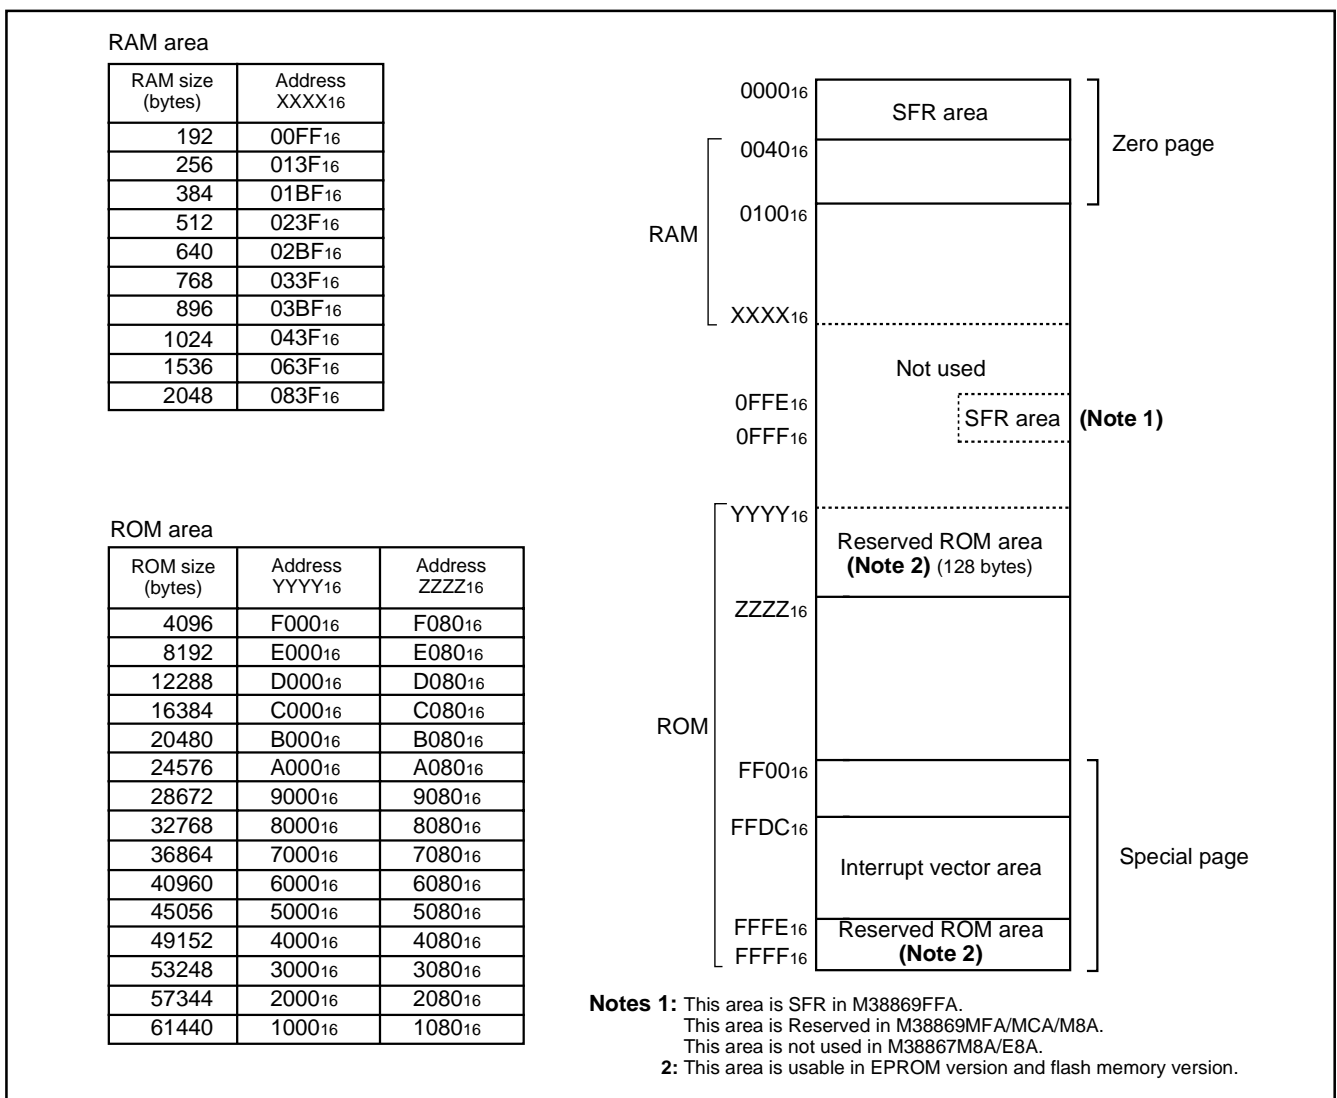 RAM area
RAM size (bytes) Address XXXX16
192 00FF16
256 013F16
384 01BF16
512 023F16
640 02BF16
768 033F16
896 03BF16
1024 043F16
1536 063F16
2048 083F16
ROM area
ROM size (bytes) Address YYYY16 Address ZZZZ16
4096 F00016 F08016
8192 E00016 E08016
12288 D00016 D08016
16384 C00016 C08016
20480 B00016 B08016
24576 A00016 A08016
28672 900016 908016
32768 800016 808016
36864 700016 708016
40960 600016 608016
45056 500016 508016
49152 400016 408016
53248 300016 308016
57344 200016 208016
61440 100016 108016
000016
SFR area
Zero page
004016
010016
RAM
XXXX16
Not used
0FFE16
SFR area (Note 1)
0FFF16
YYYY16
Reserved ROM area
(Note 2) (128 bytes)
ZZZZ16
ROM
FF0016
FFDC16
Interrupt vector area
Special page
FFFE16
Reserved ROM area
(Note 2)
FFFF16
Notes 1: This area is SFR in M38869FFA.
This area is Reserved in M38869MFA/MCA/M8A.
This area is not used in M38867M8A/E8A.
2: This area is usable in EPROM version and flash memory version.